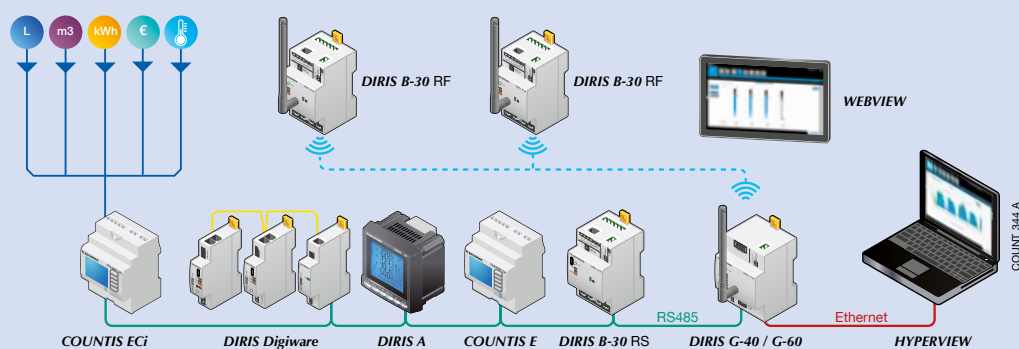 L m3 kWh €
DIRIS B-30 RF
DIRIS B-30 RF
WEBVIEW
COUNT 344 A
RS485
Ethernet
COUNTIS ECi
DIRIS Digiware
DIRIS A
COUNTIS E
DIRIS B-30 RS
DIRIS G-40 / G-60
HYPERVIEW